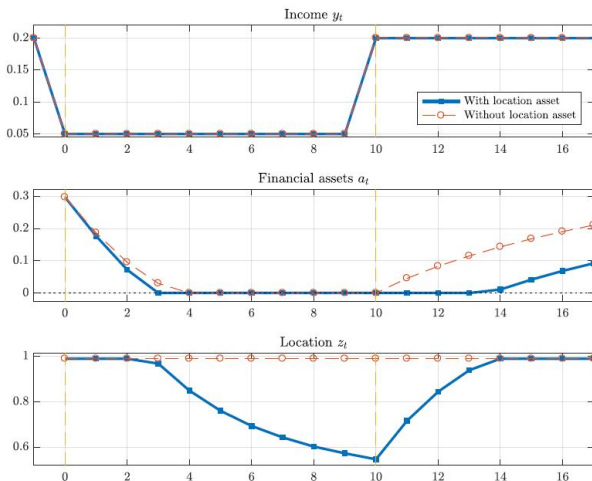 Income y_t
0.2
0.15
0.1
0.05
With location asset
Without location asset
0 2 4 6 8 10 12 14 16
Financial assets a_t
0.3
0.2
0.1
0
0 2 4 6 8 10 12 14 16
Location z_t
1
0.8
0.6
0 2 4 6 8 10 12 14 16